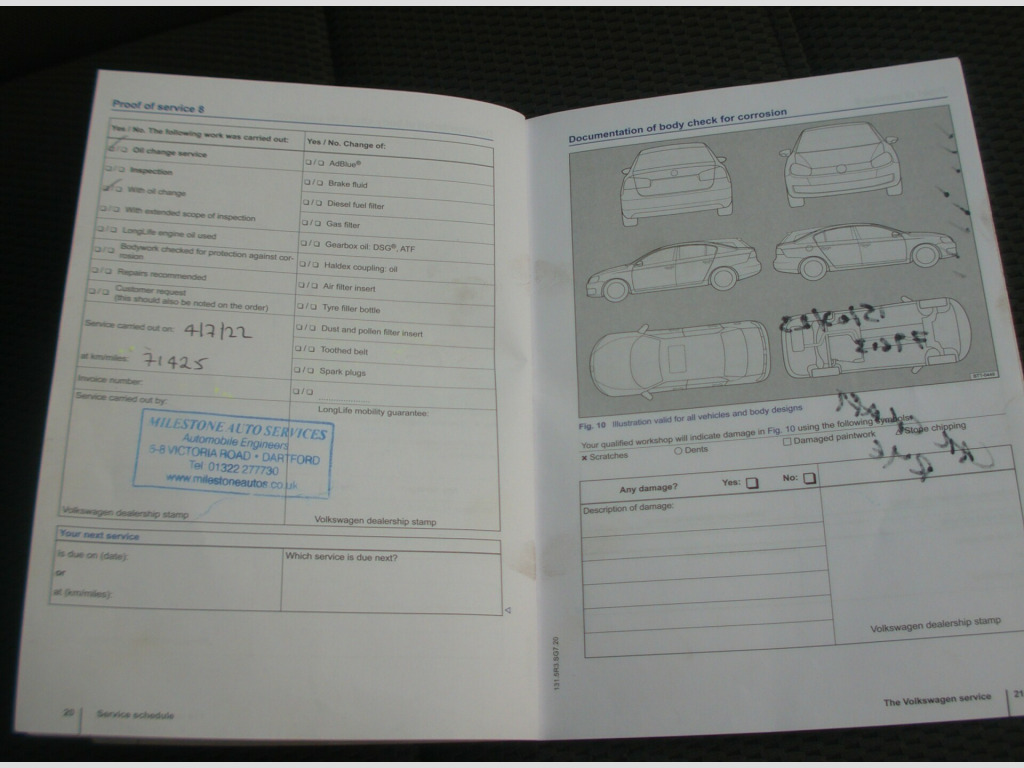 Proof of service 8
Yes / No. The following work was carried out:
❏ / ❏ Oil change service
❏ / ❏ Inspection
❏ / ❏ With oil change
❏ / ❏ With extended scope of inspection
❏ / ❏ LongLife engine oil used
❏ / ❏ Bodywork checked for protection against cor-
rosion
❏ / ❏ Repairs recommended
❏ / ❏ Customer request
(this should also be noted on the order)
Service carried out on: 4/7/22
at km/miles: 71425
Invoice number:
Service carried out by:
MILESTONE AUTO SERVICES
Automobile Engineers
5-8 VICTORIA ROAD • DARTFORD
Tel: 01322 277730
www.milestoneautos.co.uk
Volkswagen dealership stamp
Yes / No. Change of:
❏ / ❏ AdBlue®
❏ / ❏ Brake fluid
❏ / ❏ Diesel fuel filter
❏ / ❏ Gas filter
❏ / ❏ Gearbox oil: DSG®, ATF
❏ / ❏ Haldex coupling: oil
❏ / ❏ Air filter insert
❏ / ❏ Tyre filler bottle
❏ / ❏ Dust and pollen filter insert
❏ / ❏ Toothed belt
❏ / ❏ Spark plugs
❏ / ❏
LongLife mobility guarantee:
Volkswagen dealership stamp
Your next service
Is due on (date):
or
at (km/miles):
Which service is due next?
20 Service schedule
Documentation of body check for corrosion
Fig. 10 Illustration valid for all vehicles and body designs
Your qualified workshop will indicate damage in Fig. 10 using the following symbols:
× Scratches ○ Dents □ Damaged paintwork Stone chipping
Any damage? Yes: ❏ No: ❏
Description of damage:
Volkswagen dealership stamp
131.5R3.SG7.20
The Volkswagen service 21